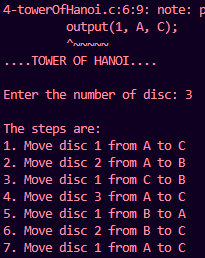 4-towerOfHanoi.c:6:9: note: p
output(1, A, C);
^~~~~~
....TOWER OF HANOI....
Enter the number of disc: 3
The steps are:
1. Move disc 1 from A to C
2. Move disc 2 from A to B
3. Move disc 1 from C to B
4. Move disc 3 from A to C
5. Move disc 1 from B to A
6. Move disc 2 from B to C
7. Move disc 1 from A to C